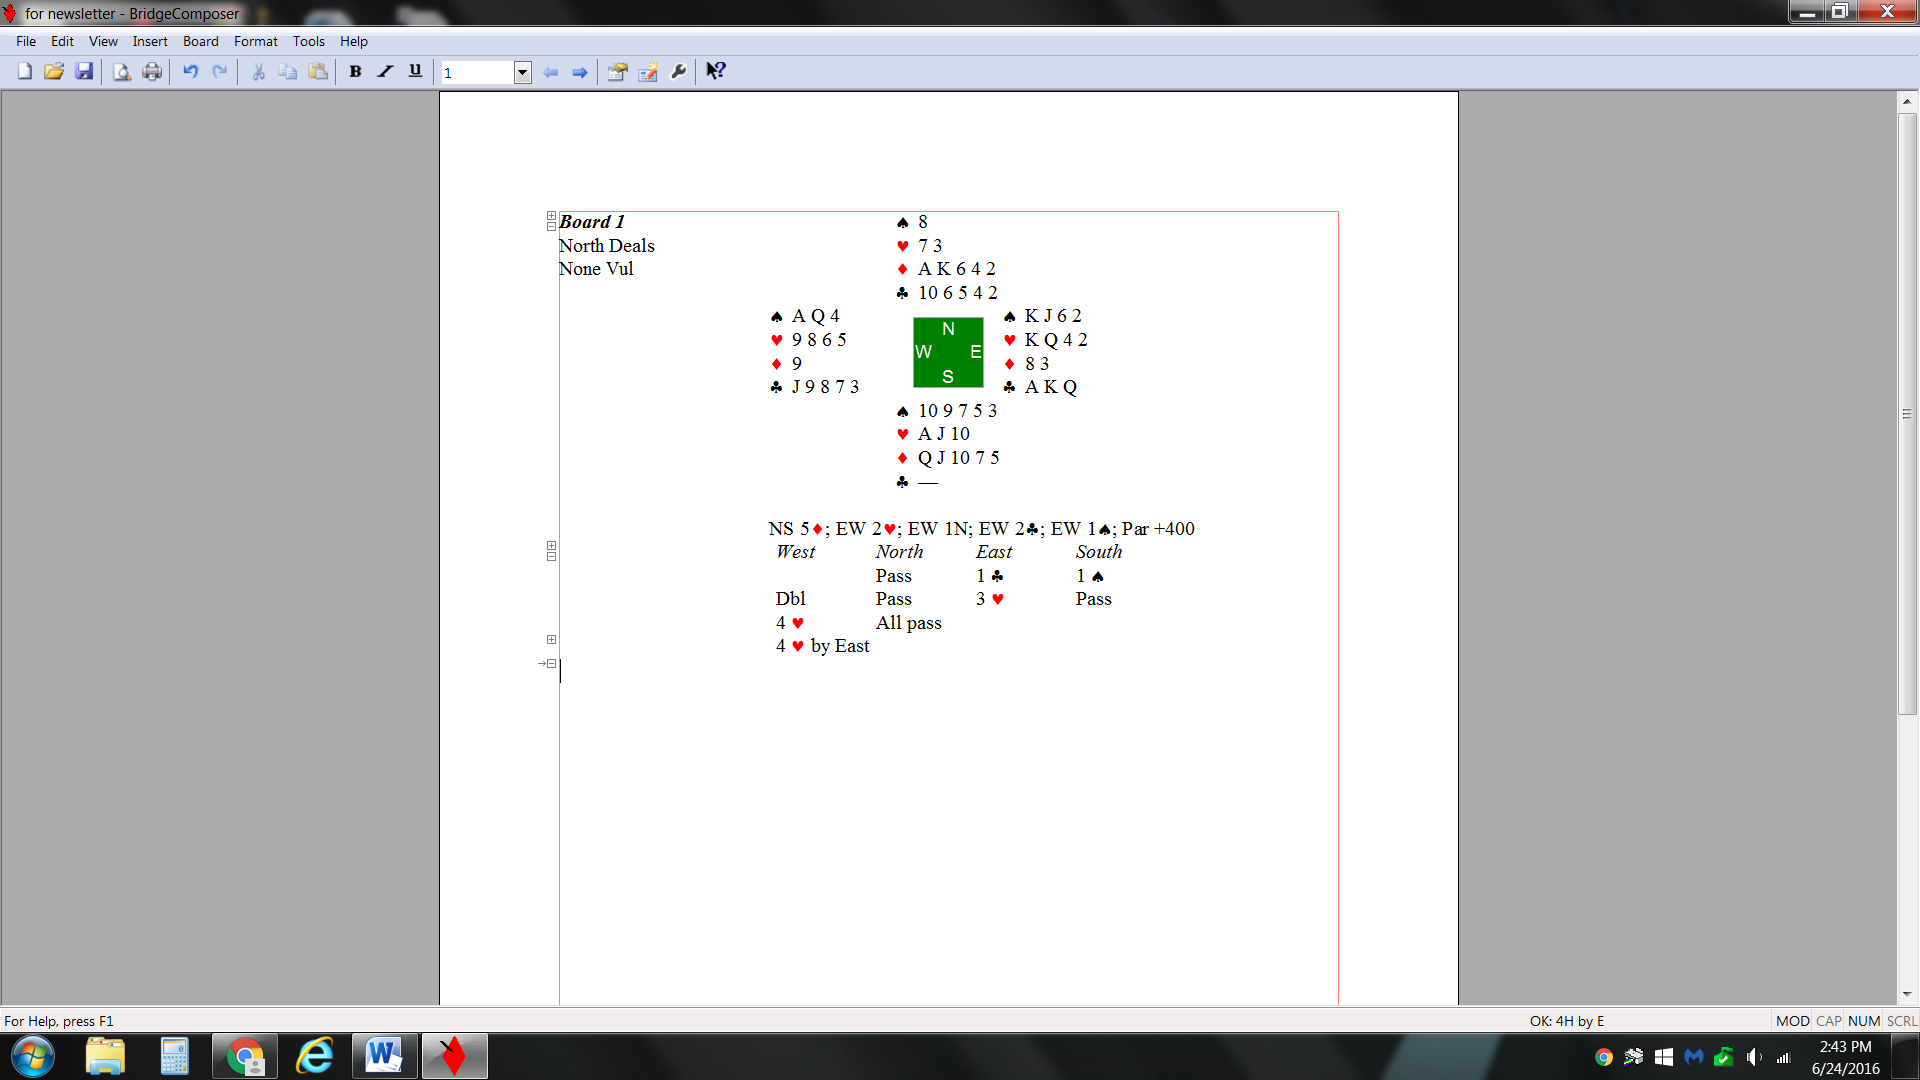 for newsletter - BridgeComposer
File Edit View Insert Board Format Tools Help
B I U 1
Board 1
North Deals
None Vul
♠ 8
♥ 7 3
♦ A K 6 4 2
♣ 10 6 5 4 2
♠ A Q 4
♥ 9 8 6 5
♦ 9
♣ J 9 8 7 3
N
W E
S
♠ K J 6 2
♥ K Q 4 2
♦ 8 3
♣ A K Q
♠ 10 9 7 5 3
♥ A J 10
♦ Q J 10 7 5
♣ —
NS 5♦; EW 2♥; EW 1N; EW 2♣; EW 1♠; Par +400
West North East South
Pass 1 ♣ 1 ♠
Dbl Pass 3 ♥ Pass
4 ♥ All pass
4 ♥ by East
For Help, press F1
OK: 4H by E
MOD CAP NUM SCRL
2:43 PM
6/24/2016